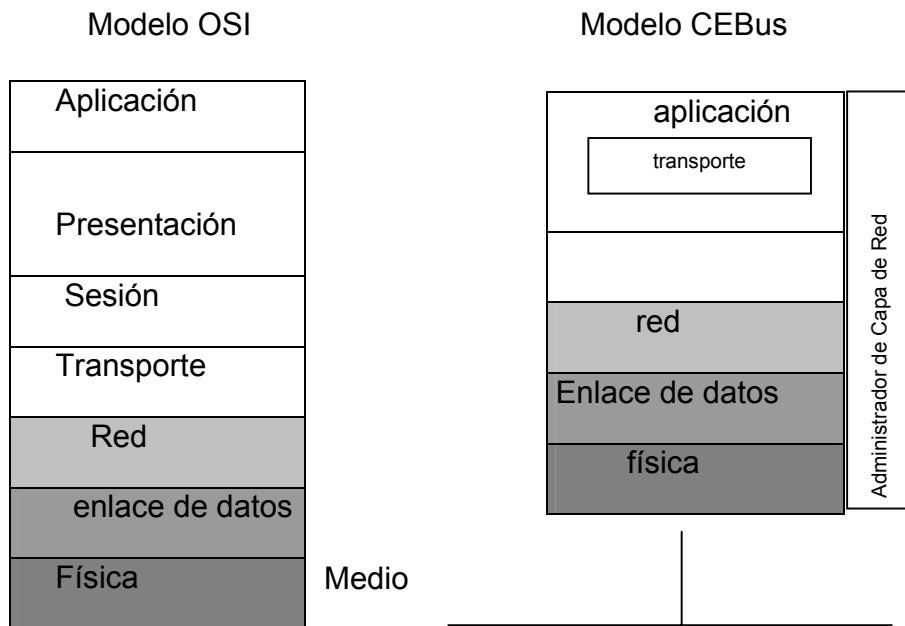 Modelo OSI
Modelo CEBus
Aplicación
Presentación
Sesión
Transporte
Red
enlace de datos
Física
Medio
aplicación
transporte
red
Enlace de datos
física
Administrador de Capa de Red